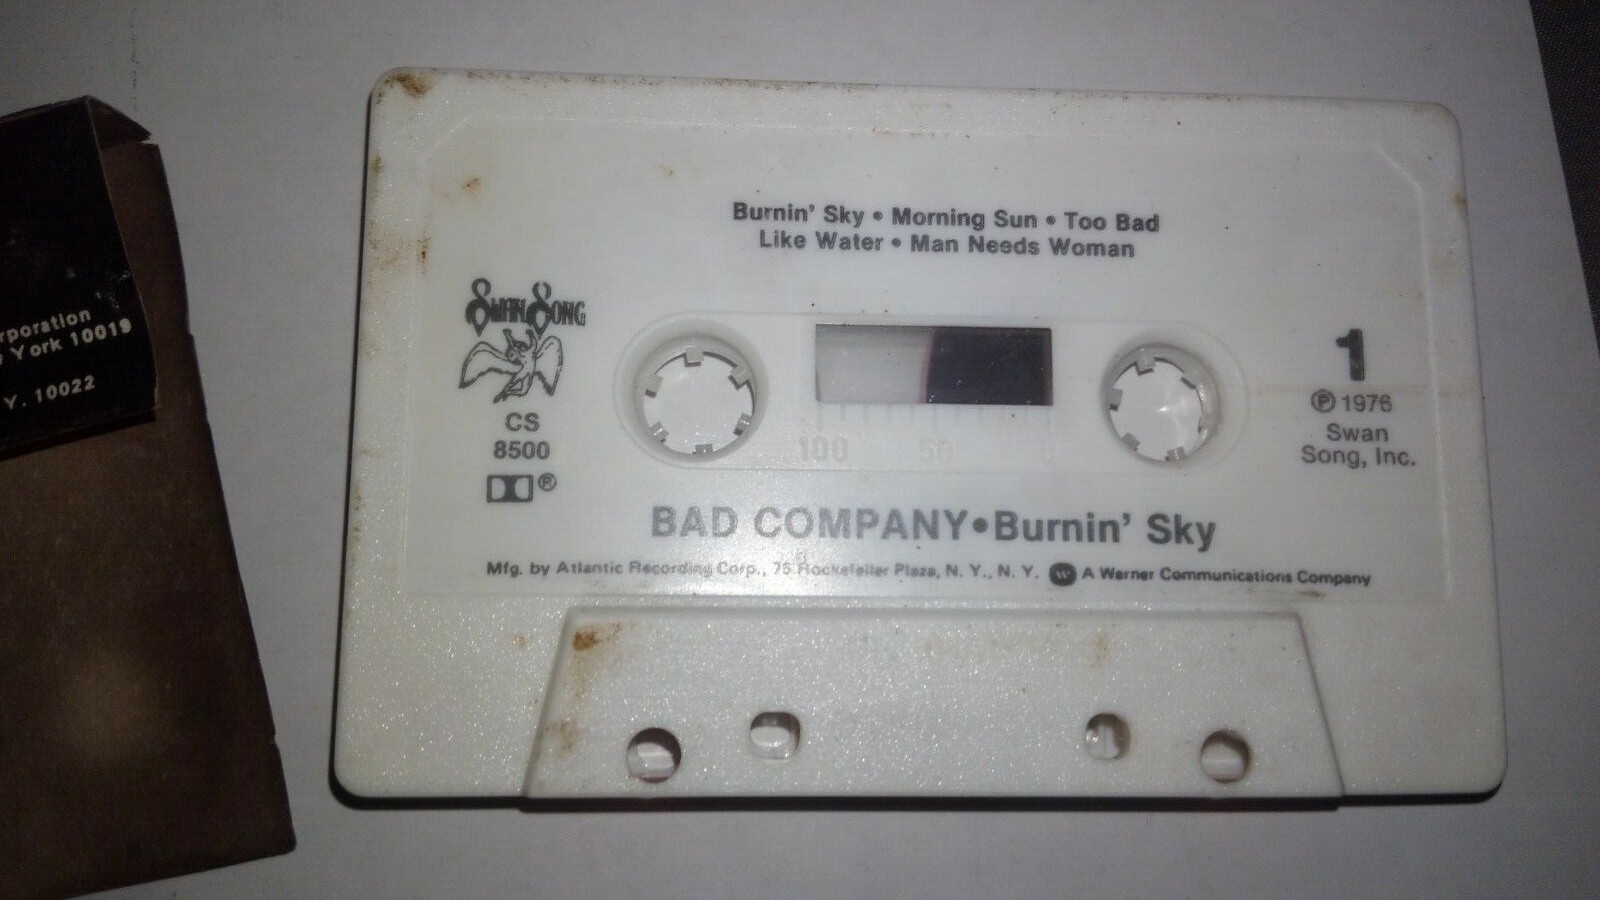 rporation
York 10019
Y. 10022
Burnin' Sky • Morning Sun • Too Bad
Like Water • Man Needs Woman
SWAN SONG
CS
8500
®
100 50 0
1
℗ 1976
Swan
Song, Inc.
BAD COMPANY • Burnin' Sky
Mfg. by Atlantic Recording Corp., 75 Rockefeller Plaza, N. Y., N. Y. A Warner Communications Company